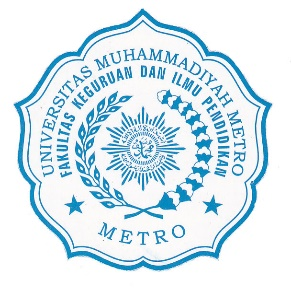 UNIVERSITAS MUHAMMADIYAH METRO
FAKULTAS KEGURUAN DAN ILMU PENDIDIKAN
METRO